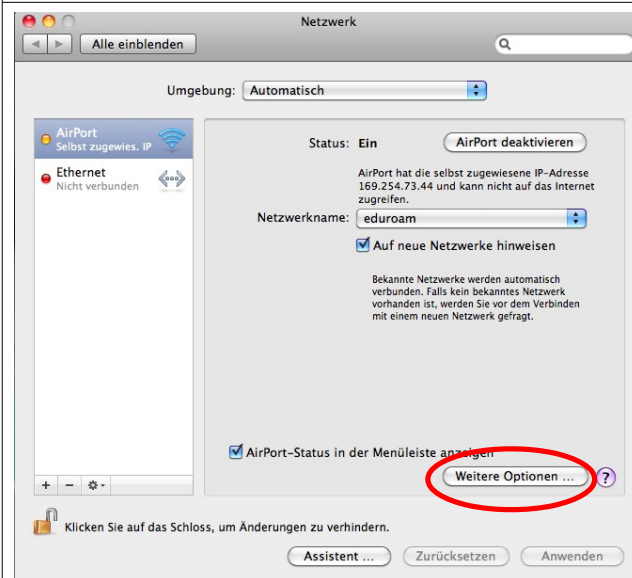 Netzwerk
Alle einblenden
Umgebung: Automatisch
AirPort
Selbst zugewies. IP
Ethernet
Nicht verbunden
Status: Ein
AirPort deaktivieren
AirPort hat die selbst zugewiesene IP-Adresse
169.254.73.44 und kann nicht auf das Internet
zugreifen.
Netzwerkname: eduroam
Auf neue Netzwerke hinweisen
Bekannte Netzwerke werden automatisch
verbunden. Falls kein bekanntes Netzwerk
vorhanden ist, werden Sie vor dem Verbinden
mit einem neuen Netzwerk gefragt.
AirPort-Status in der Menüleiste anzeigen
Weitere Optionen ... ?
Klicken Sie auf das Schloss, um Änderungen zu verhindern.
Assistent ... Zurücksetzen Anwenden